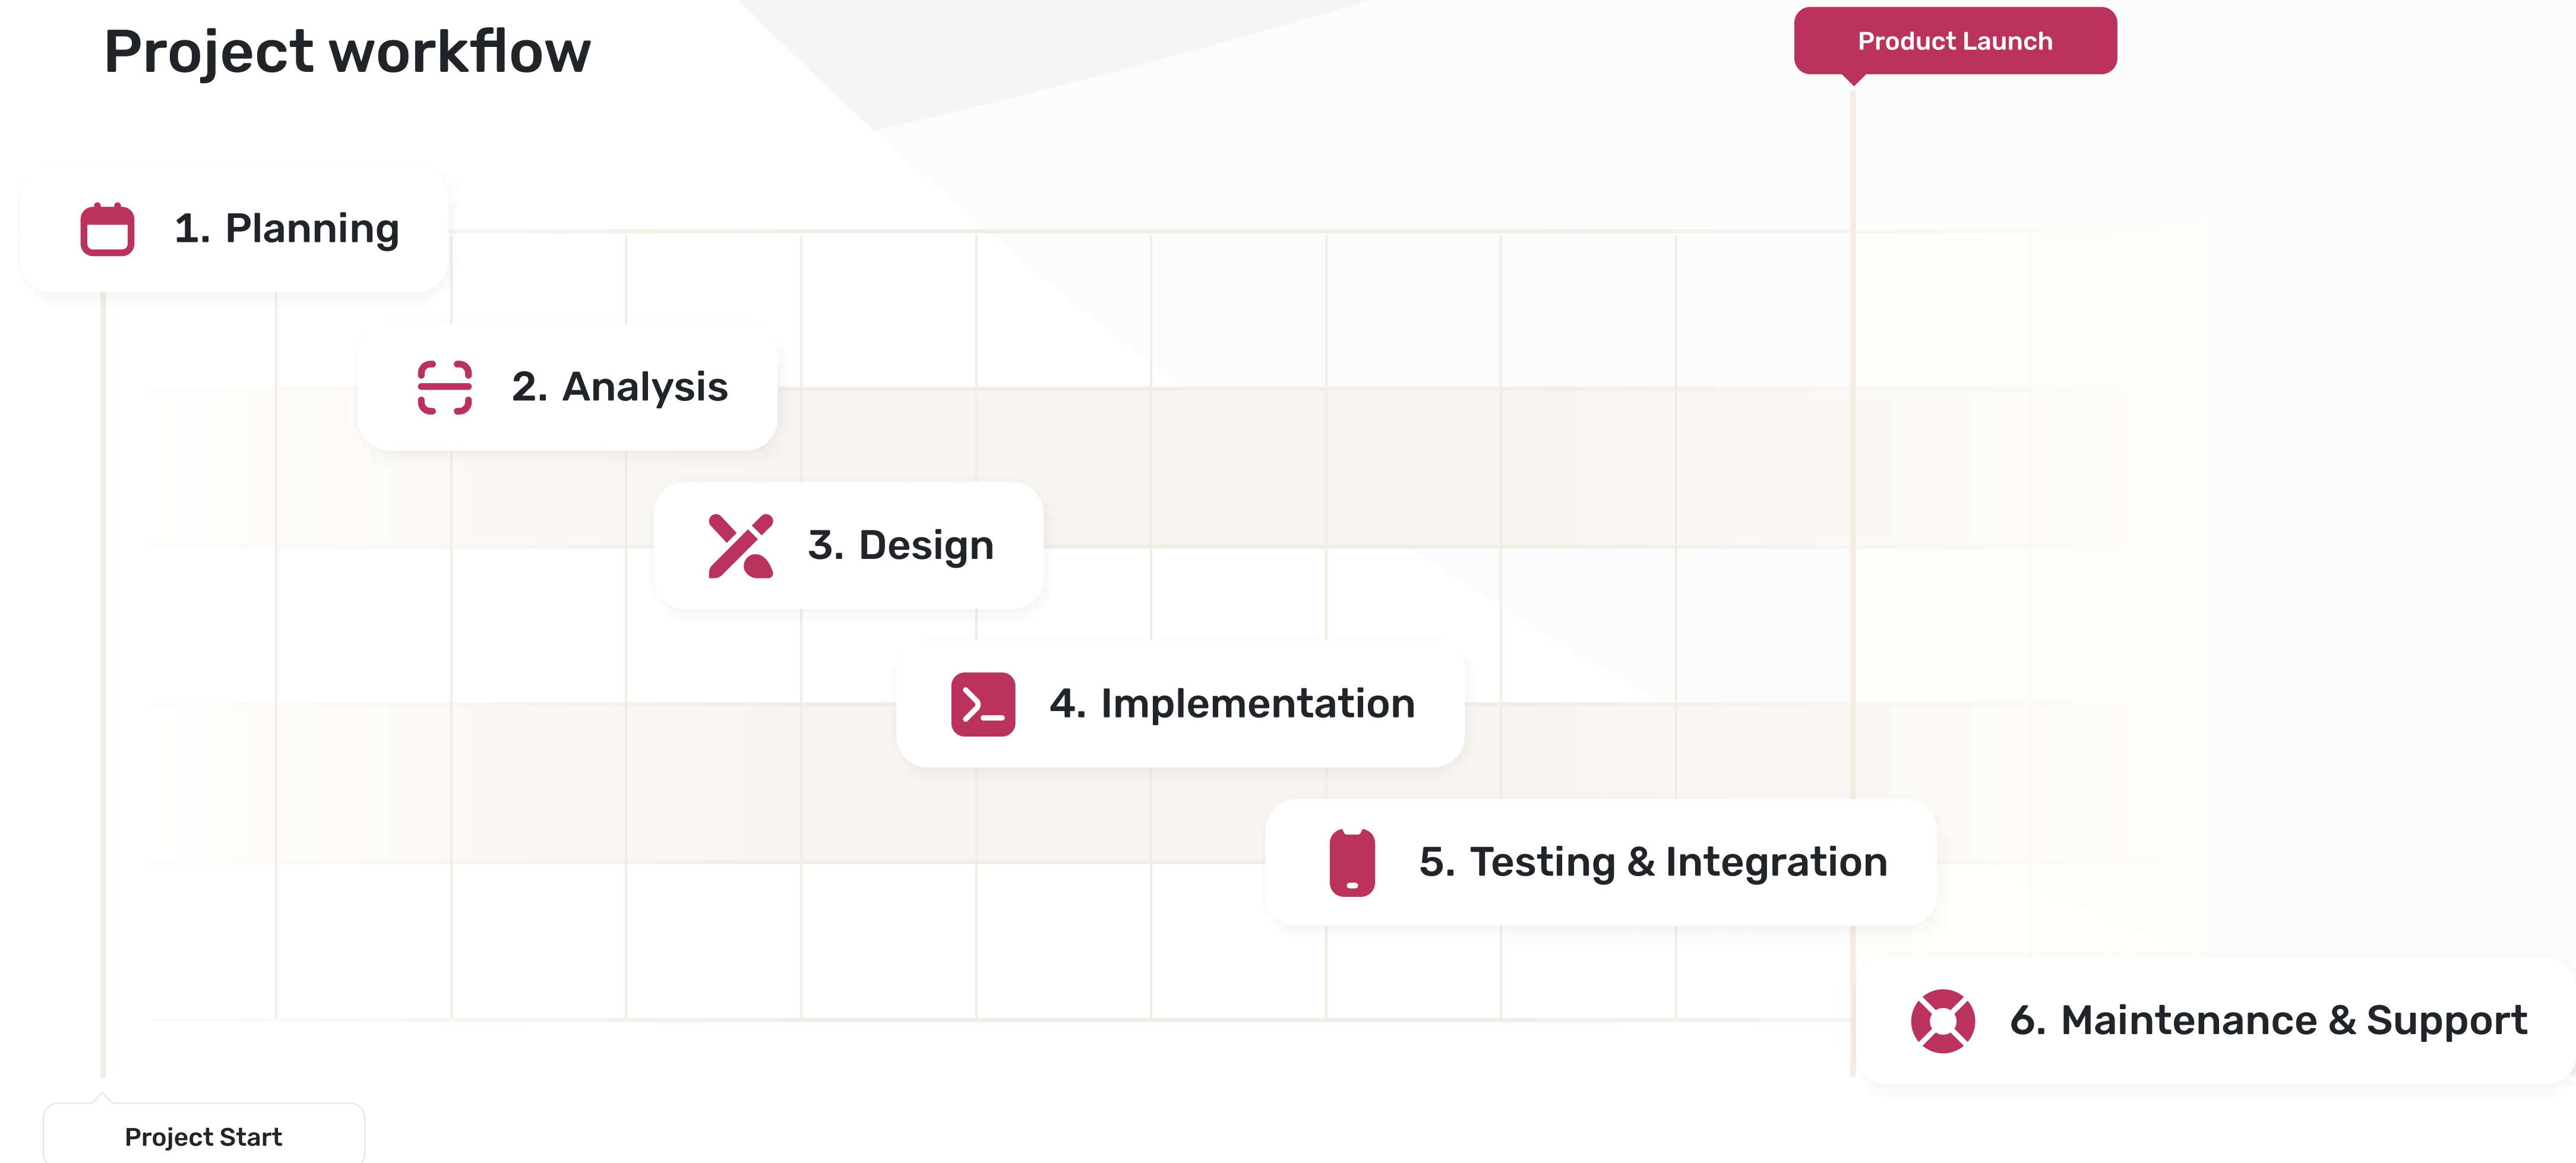 Project workflow
Product Launch
1. Planning
2. Analysis
3. Design
4. Implementation
5. Testing & Integration
6. Maintenance & Support
Project Start